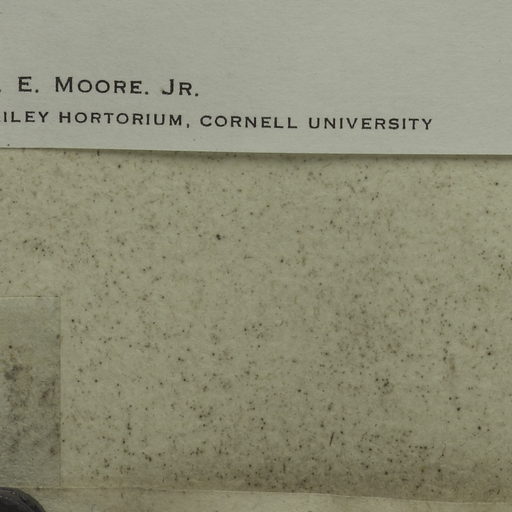 . E. MOORE. JR.
ILEY HORTORIUM, CORNELL UNIVERSITY